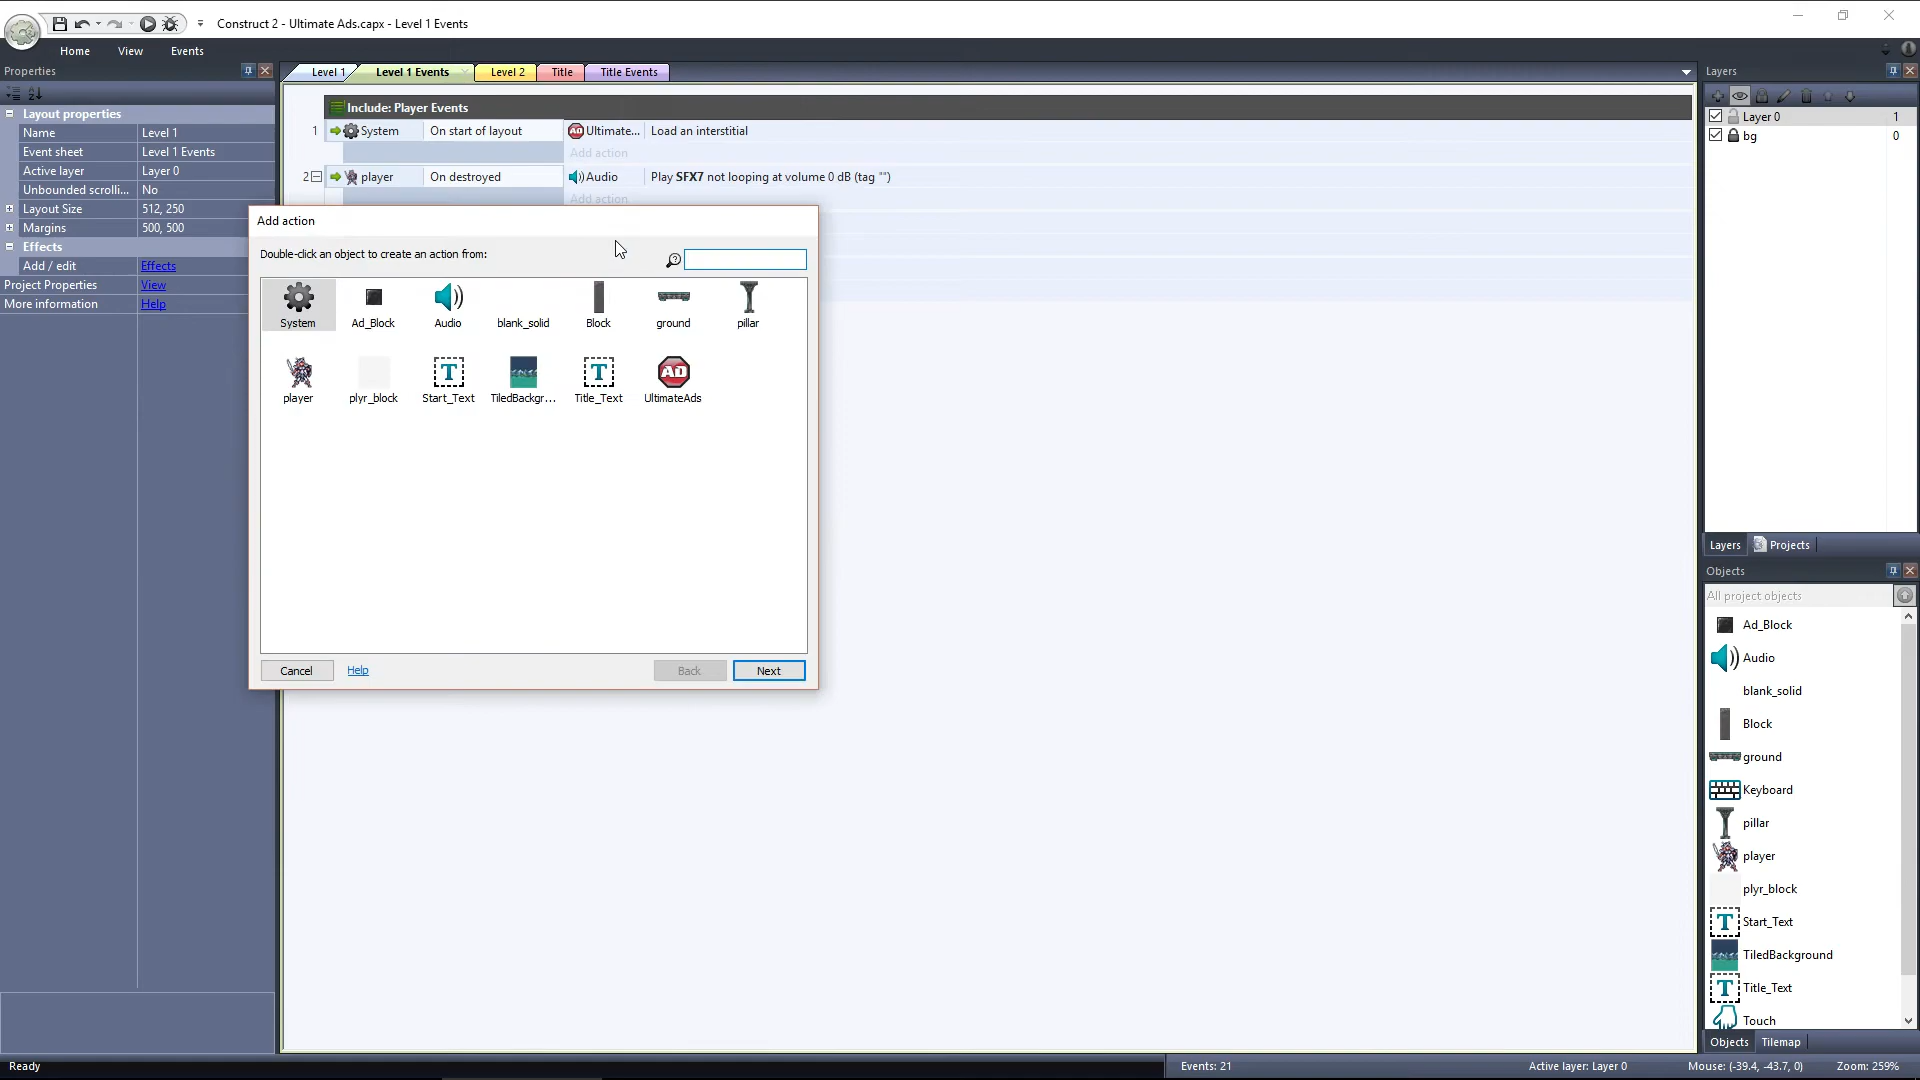 Construct 2 - Ultimate Ads.capx - Level 1 Events
Home View Events
Properties
Layout properties
Name Level 1
Event sheet Level 1 Events
Active layer Layer 0
Unbounded scrolli... No
Layout Size 512, 250
Margins 500, 500
Effects
Add / edit Effects
Project Properties View
More information Help
Level 1 Level 1 Events Level 2 Title Title Events
Include: Player Events
1 System On start of layout Ultimate... Load an interstitial
Add action
2 player On destroyed Audio Play SFX7 not looping at volume 0 dB (tag "")
Add action
Add action
Double-click an object to create an action from:
System Ad_Block Audio blank_solid Block ground pillar
player plyr_block Start_Text TiledBackgr... Title_Text UltimateAds
AD
Cancel Help Back Next
Layers
Layer 0 1
bg 0
Layers Projects
Objects
All project objects
Ad_Block
Audio
blank_solid
Block
ground
Keyboard
pillar
player
plyr_block
Start_Text
TiledBackground
Title_Text
Touch
Objects Tilemap
Ready Events: 21 Active layer: Layer 0 Mouse: (-39.4, -43.7, 0) Zoom: 259%